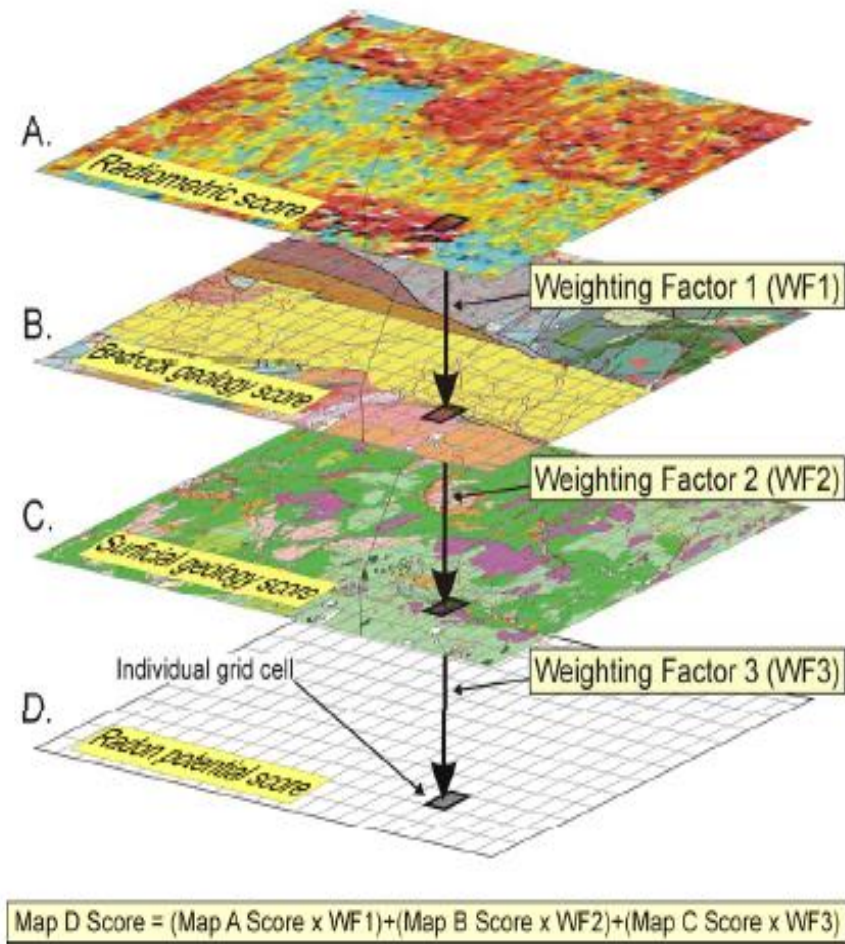 A.
Radiometric score
Weighting Factor 1 (WF1)
B.
Bedrock geology score
Weighting Factor 2 (WF2)
C.
Surficial geology score
Individual grid cell
Weighting Factor 3 (WF3)
D.
Radon potential score
Map D Score = (Map A Score x WF1)+(Map B Score x WF2)+(Map C Score x WF3)